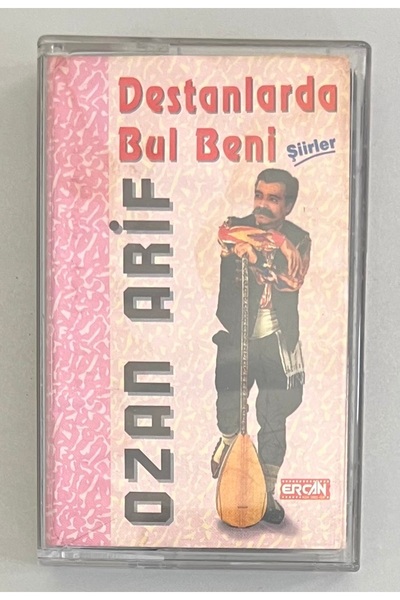 Destanlarda
Bul Beni
Şiirler
OZAN ARİF
ERCAN